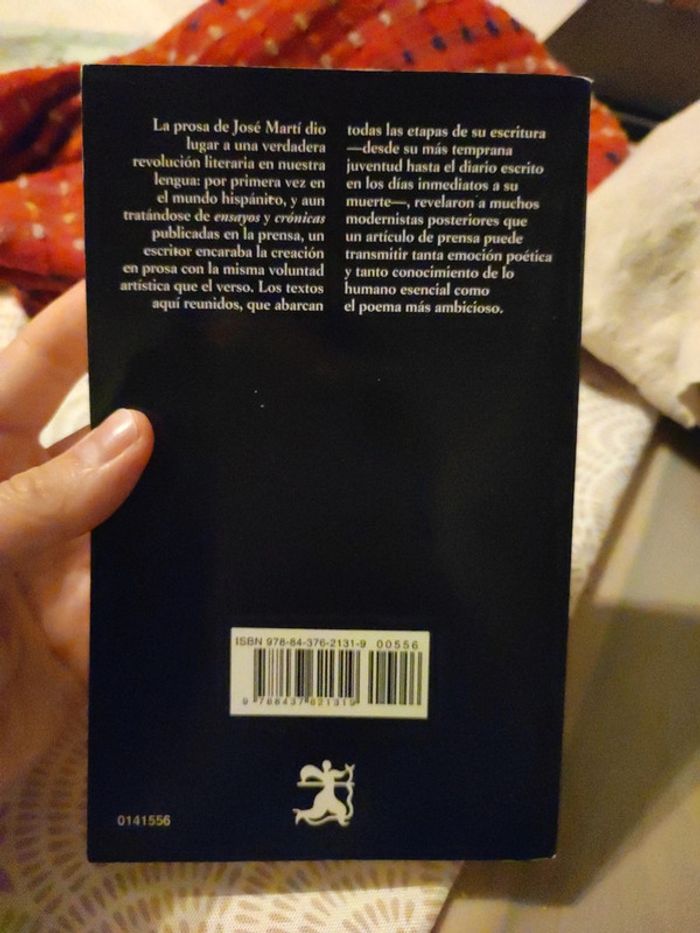 La prosa de José Martí dio
lugar a una verdadera
revolución literaria en nuestra
lengua: por primera vez en
el mundo hispánico, y aun
tratándose de ensayos y crónicas
publicadas en la prensa, un
escritor encaraba la creación
en prosa con la misma voluntad
artística que el verso. Los textos
aquí reunidos, que abarcan
todas las etapas de su escritura
—desde su más temprana
juventud hasta el diario escrito
en los días inmediatos a su
muerte—, revelaron a muchos
modernistas posteriores que
un artículo de prensa puede
transmitir tanta emoción poética
y tanto conocimiento de lo
humano esencial como
el poema más ambicioso.
ISBN 978-84-376-2131-9
00556
9 788437 621319
0141556